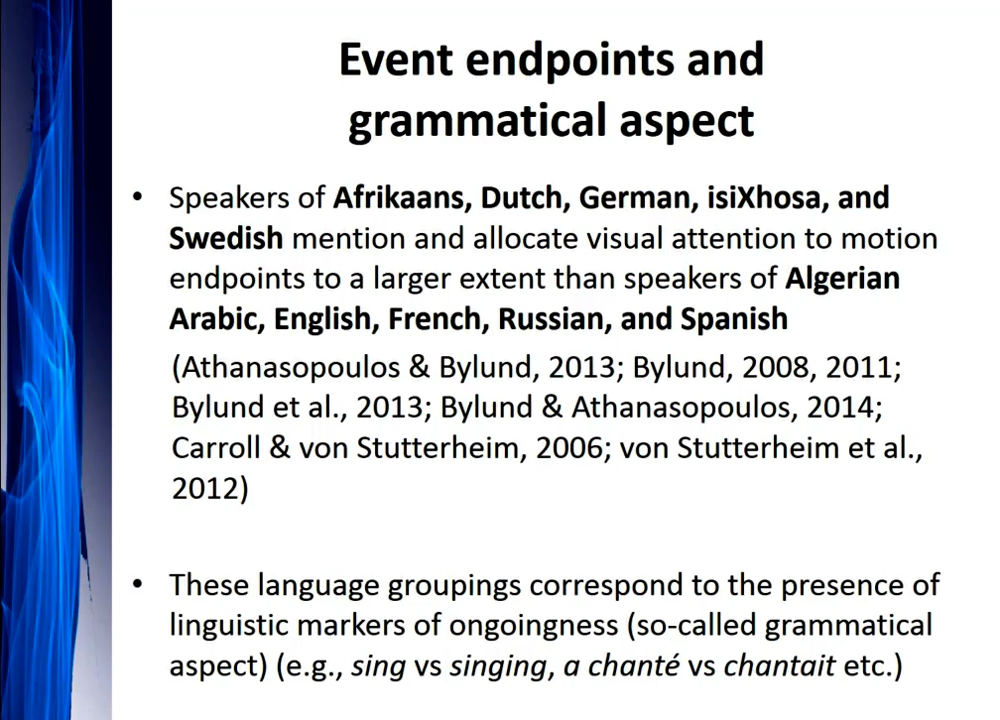 Event endpoints and
grammatical aspect
• Speakers of Afrikaans, Dutch, German, isiXhosa, and
Swedish mention and allocate visual attention to motion
endpoints to a larger extent than speakers of Algerian
Arabic, English, French, Russian, and Spanish
(Athanasopoulos & Bylund, 2013; Bylund, 2008, 2011;
Bylund et al., 2013; Bylund & Athanasopoulos, 2014;
Carroll & von Stutterheim, 2006; von Stutterheim et al.,
2012)
• These language groupings correspond to the presence of
linguistic markers of ongoingness (so-called grammatical
aspect) (e.g., sing vs singing, a chanté vs chantait etc.)